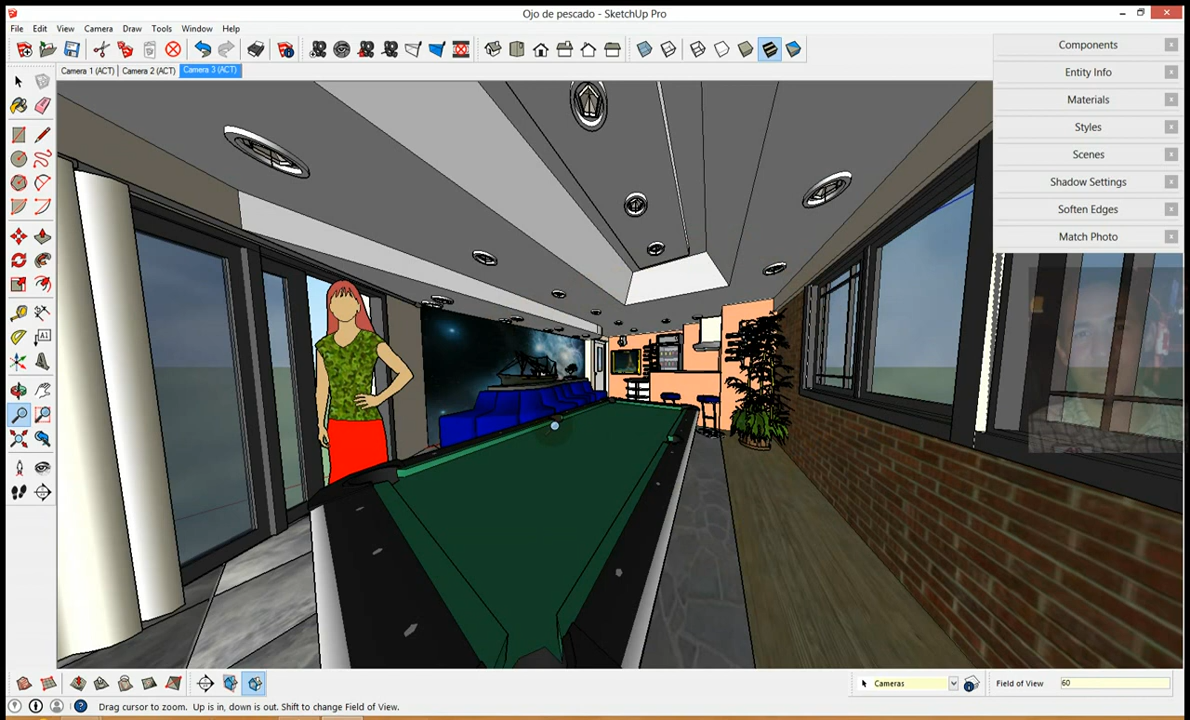 Ojo de pescado - SketchUp Pro
File Edit View Camera Draw Tools Window Help
Camera 1 (ACT) Camera 2 (ACT) Camera 3 (ACT)
Components
Entity Info
Materials
Styles
Scenes
Shadow Settings
Soften Edges
Match Photo
Cameras
Field of View
60
Drag cursor to zoom. Up is in, down is out. Shift to change Field of View.